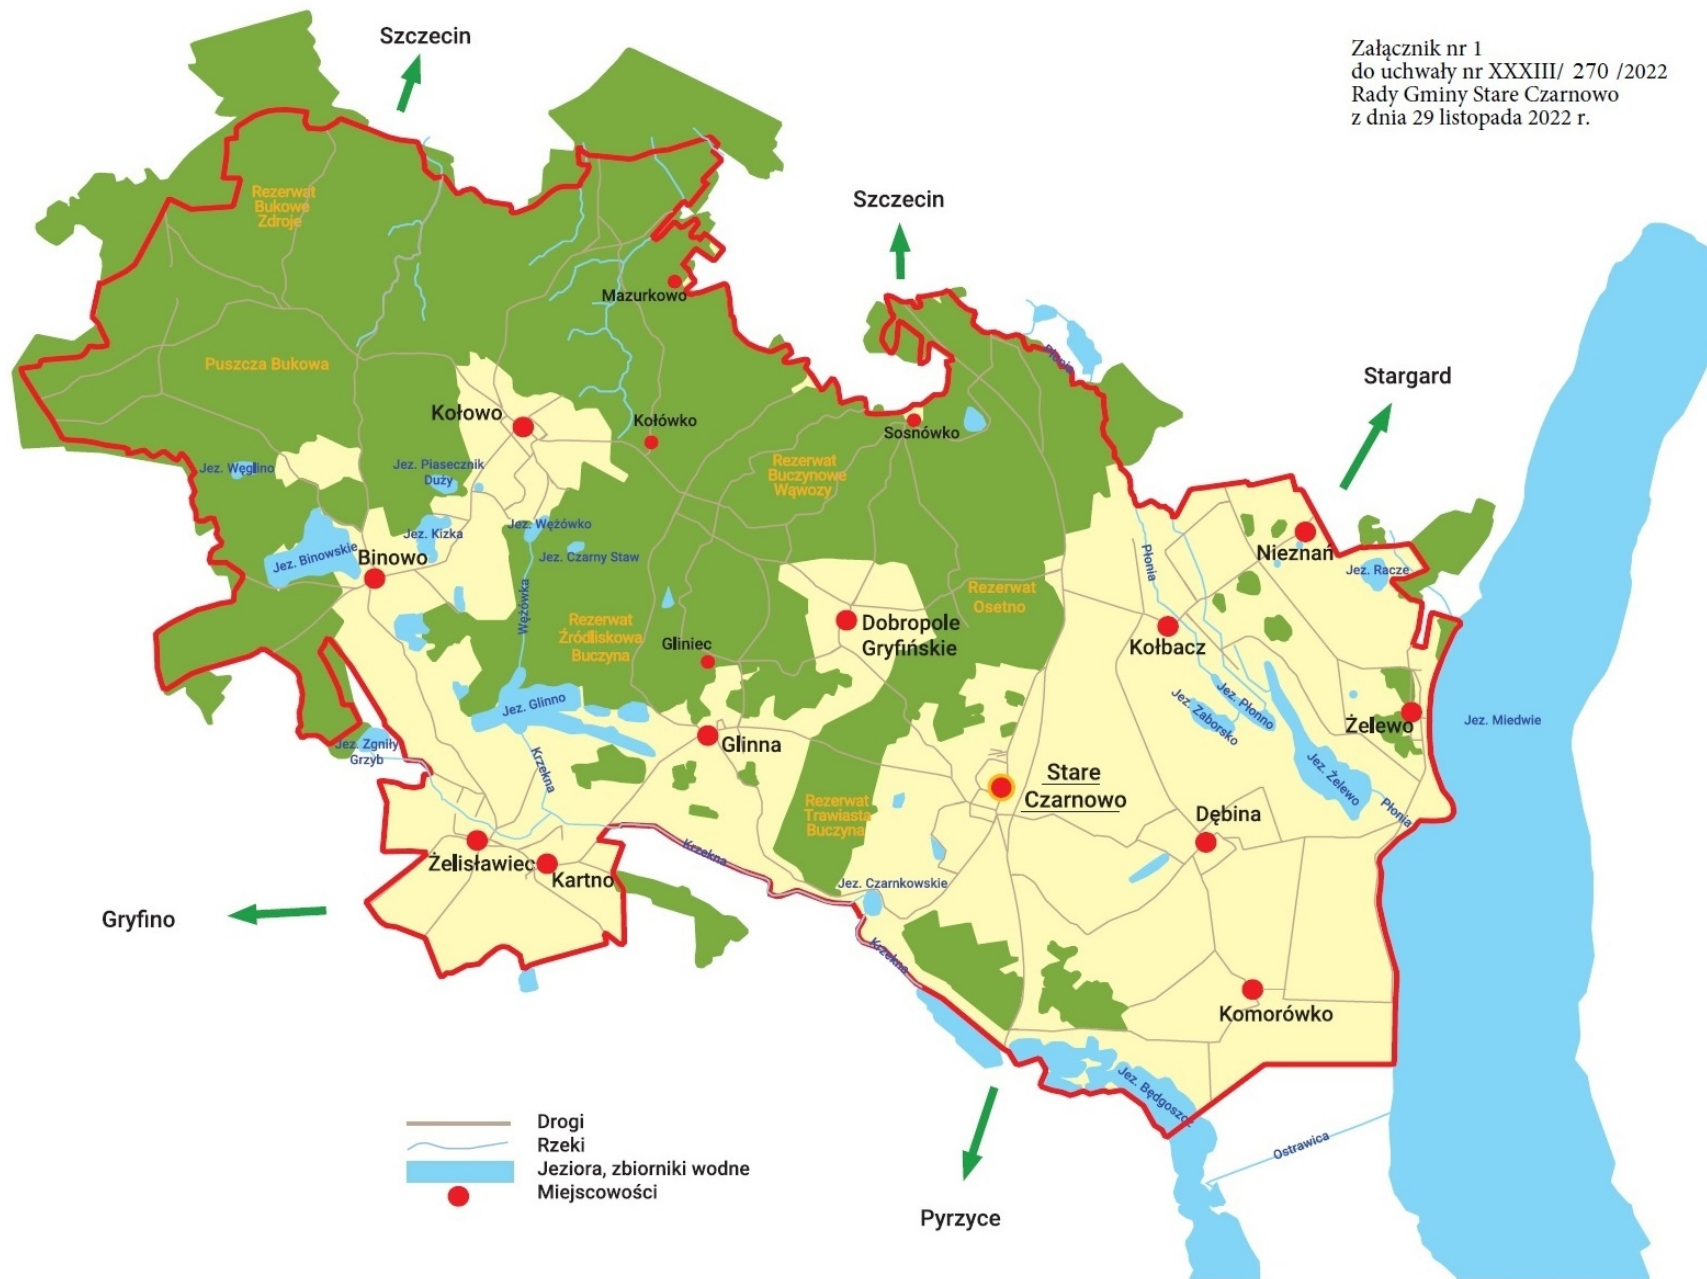 Szczecin
Załącznik nr 1
do uchwały nr XXXIII/ 270 /2022
Rady Gminy Stare Czarnowo
z dnia 29 listopada 2022 r.
Rezerwat
Bukowe
Zdroje
Szczecin
Mazurkowo
Puszcza Bukowa
Płonia
Stargard
Kołowo
Kołówko
Sosnówko
Jez. Węglino
Jez. Piasecznik
Duży
Rezerwat
Buczynowe
Wąwozy
Jez. Wężówko
Jez. Kizka
Jez. Binowskie
Binowo
Jez. Czarny Staw
Nieznań
Jez. Racze
Płonia
Wężówka
Rezerwat
Osetno
Rezerwat
Źródliskowa
Buczyna
Gliniec
Dobropole
Gryfińskie
Kołbacz
Jez. Glinno
Jez. Płonno
Jez. Zaborsko
Żelewo
Jez. Miedwie
Jez. Zgniły
Grzyb
Glinna
Krzekna
Stare
Czarnowo
Jez. Żelewo
Płonia
Rezerwat
Trawiasta
Buczyna
Dębina
Żelisławiec
Kartno
Krzekna
Jez. Czarnkowskie
Gryfino
Krzekna
Komorówko
Jez. Będgoszcz
Ostrawica
Drogi
Rzeki
Jeziora, zbiorniki wodne
Miejscowości
Pyrzyce